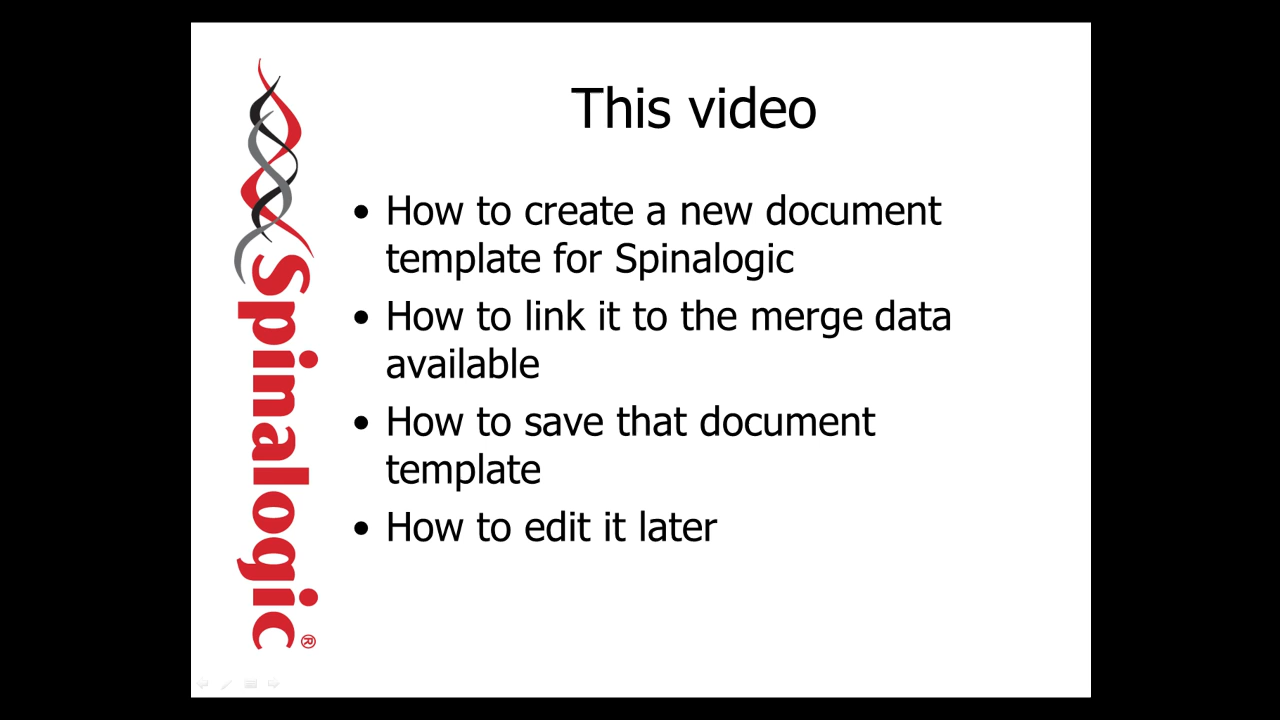 This video
• How to create a new document
template for Spinalogic
• How to link it to the merge data
available
• How to save that document
template
• How to edit it later
Spinalogic®